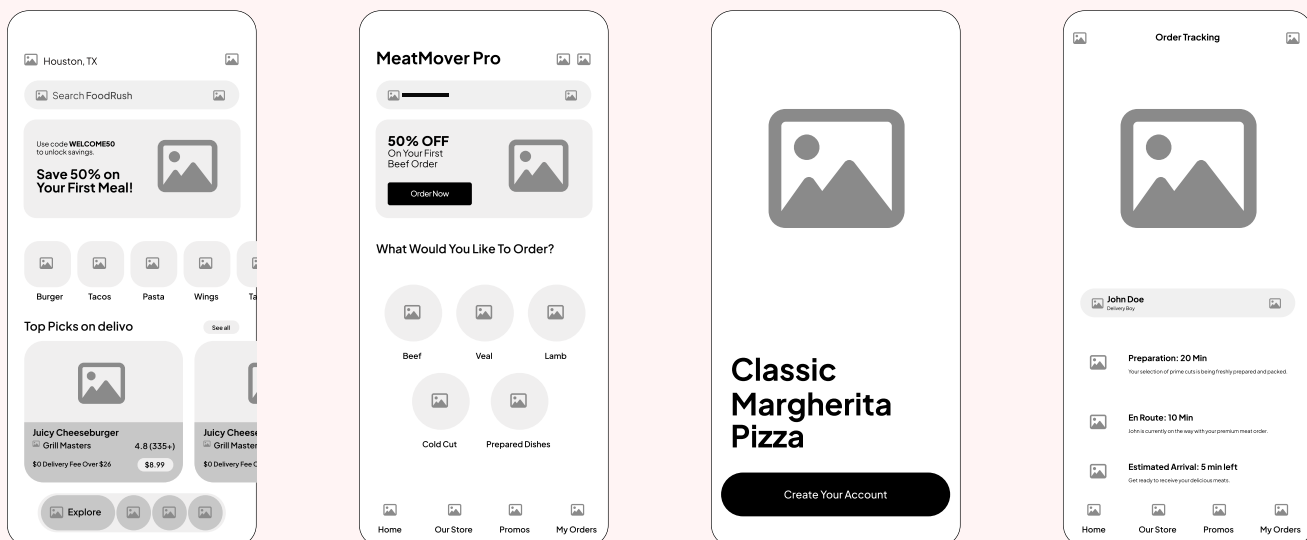 Houston, TX
Search FoodRush
Use code WELCOME50
to unlock savings.
Save 50% on
Your First Meal!
Burger
Tacos
Pasta
Wings
Ta
Top Picks on delivo
See all
Juicy Cheeseburger
Grill Masters
4.8 (335+)
$0 Delivery Fee Over $26
$8.99
Juicy Cheese
Grill Master
$0 Delivery Fee O
Explore
MeatMover Pro
50% OFF
On Your First
Beef Order
Order Now
What Would You Like To Order?
Beef
Veal
Lamb
Cold Cut
Prepared Dishes
Home
Our Store
Promos
My Orders
Classic
Margherita
Pizza
Create Your Account
Order Tracking
John Doe
Delivery Boy
Preparation: 20 Min
Your selection of prime cuts is being freshly prepared and packed.
En Route: 10 Min
John is currently on the way with your premium meat order.
Estimated Arrival: 5 min left
Get ready to receive your delicious meats.
Home
Our Store
Promos
My Orders